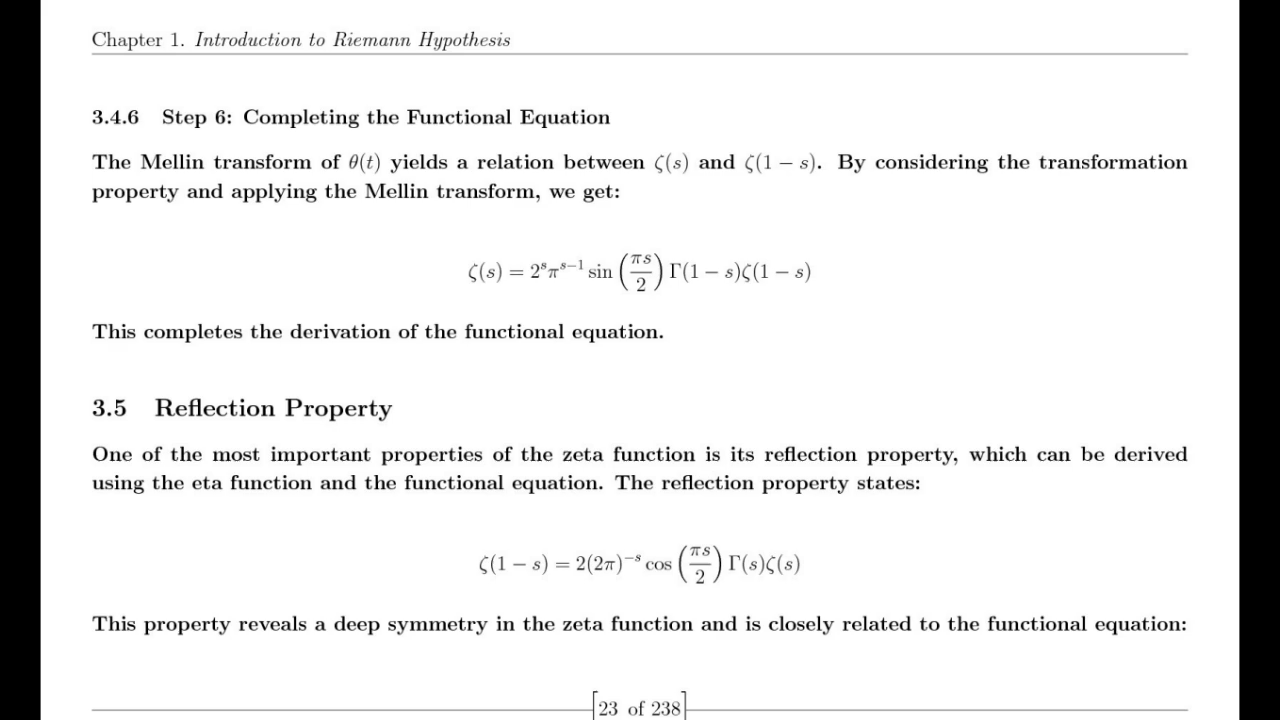 Chapter 1. Introduction to Riemann Hypothesis
3.4.6 Step 6: Completing the Functional Equation
The Mellin transform of θ(t) yields a relation between ζ(s) and ζ(1 − s). By considering the transformation
property and applying the Mellin transform, we get:
ζ(s) = 2^s π^{s−1} sin(πs/2) Γ(1 − s)ζ(1 − s)
This completes the derivation of the functional equation.
3.5 Reflection Property
One of the most important properties of the zeta function is its reflection property, which can be derived
using the eta function and the functional equation. The reflection property states:
ζ(1 − s) = 2(2π)^{−s} cos(πs/2) Γ(s)ζ(s)
This property reveals a deep symmetry in the zeta function and is closely related to the functional equation:
[23 of 238]